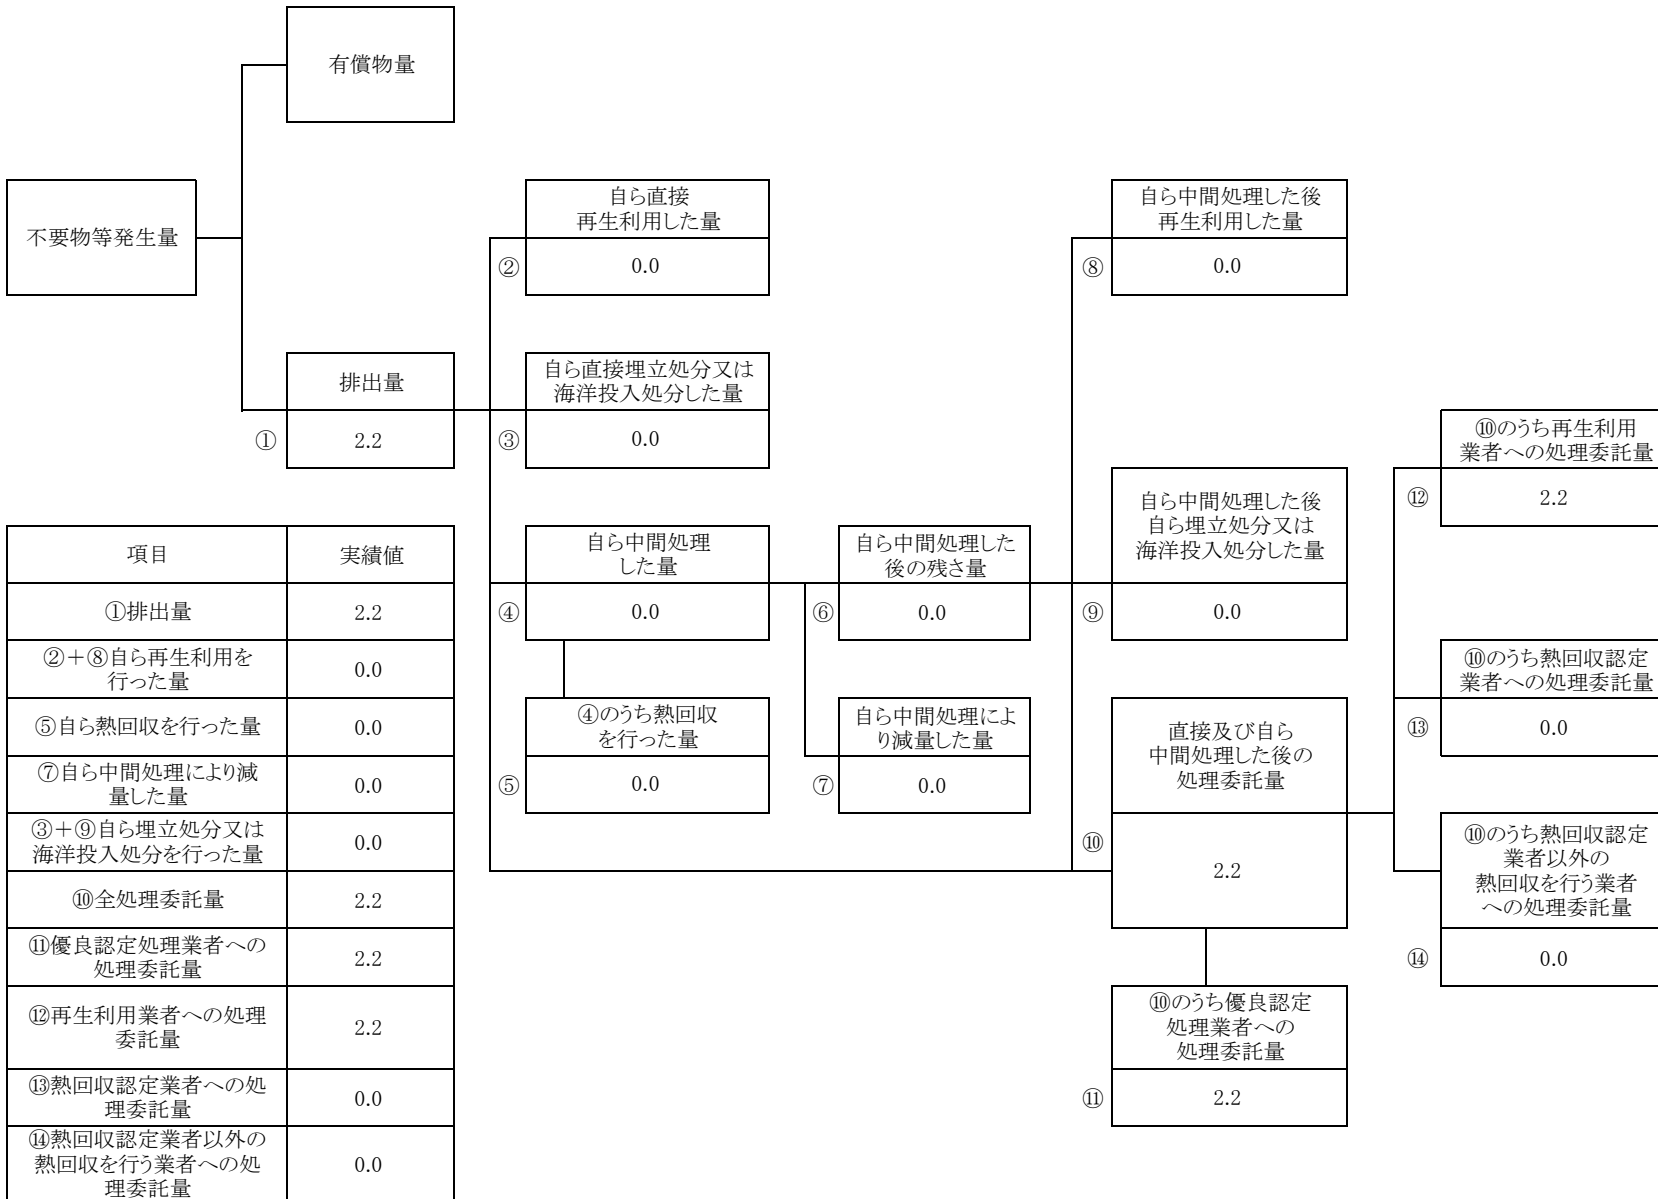 有償物量
不要物等発生量
自ら直接
再生利用した量
②
0.0
自ら中間処理した後
再生利用した量
⑧
0.0
排出量
①
2.2
自ら直接埋立処分又は
海洋投入処分した量
③
0.0
⑩のうち再生利用
業者への処理委託量
⑫
2.2
自ら中間処理
した量
④
0.0
自ら中間処理した
後の残さ量
⑥
0.0
自ら中間処理した後
自ら埋立処分又は
海洋投入処分した量
⑨
0.0
⑩のうち熱回収認定
業者への処理委託量
⑬
0.0
④のうち熱回収
を行った量
⑤
0.0
自ら中間処理によ
り減量した量
⑦
0.0
直接及び自ら
中間処理した後の
処理委託量
⑩
2.2
⑩のうち熱回収認定
業者以外の
熱回収を行う業者
への処理委託量
⑭
0.0
⑩のうち優良認定
処理業者への
処理委託量
⑪
2.2
項目
実績値
①排出量
2.2
②+⑧自ら再生利用を
行った量
0.0
⑤自ら熱回収を行った量
0.0
⑦自ら中間処理により減
量した量
0.0
③+⑨自ら埋立処分又は
海洋投入処分を行った量
0.0
⑩全処理委託量
2.2
⑪優良認定処理業者への
処理委託量
2.2
⑫再生利用業者への処理
委託量
2.2
⑬熱回収認定業者への処
理委託量
0.0
⑭熱回収認定業者以外の
熱回収を行う業者への処
理委託量
0.0